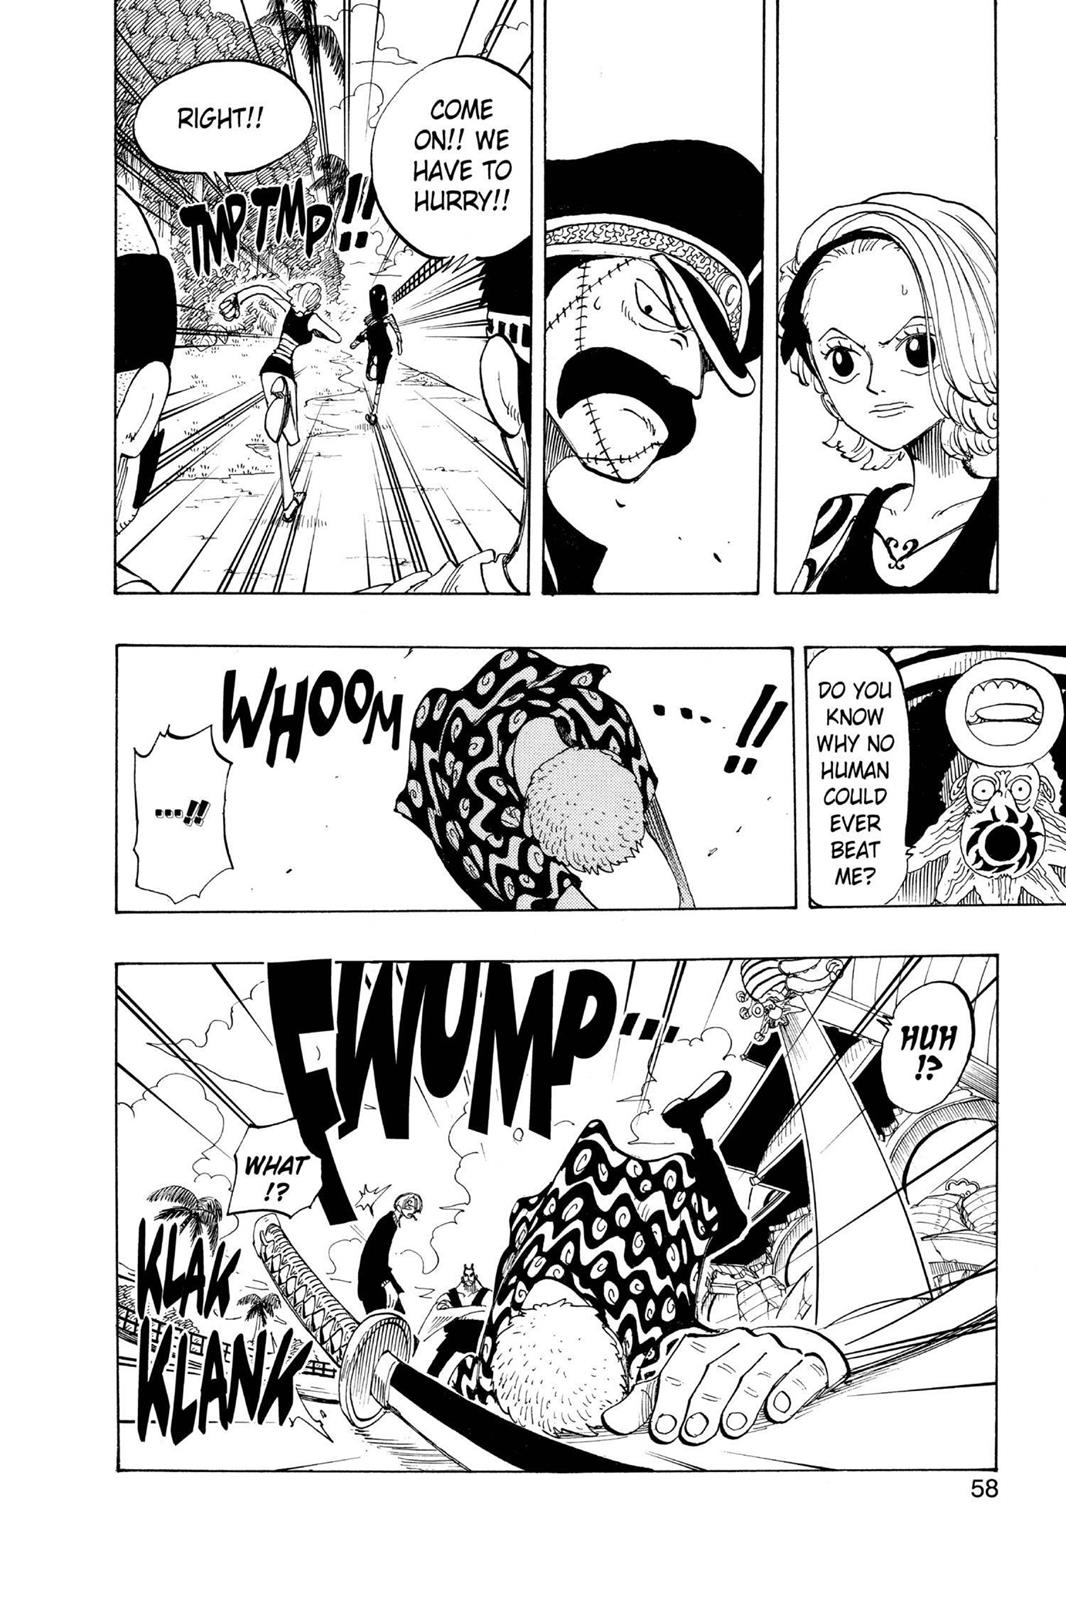 COME
ON!! WE
HAVE TO
HURRY!!
RIGHT!!
TMP TMP!!
DO YOU
KNOW
WHY NO
HUMAN
COULD
EVER
BEAT
ME?
...!!
WHOOM
...!!
HUH
!?
FWUMP...
WHAT
!?
KLAK
KLANK
58